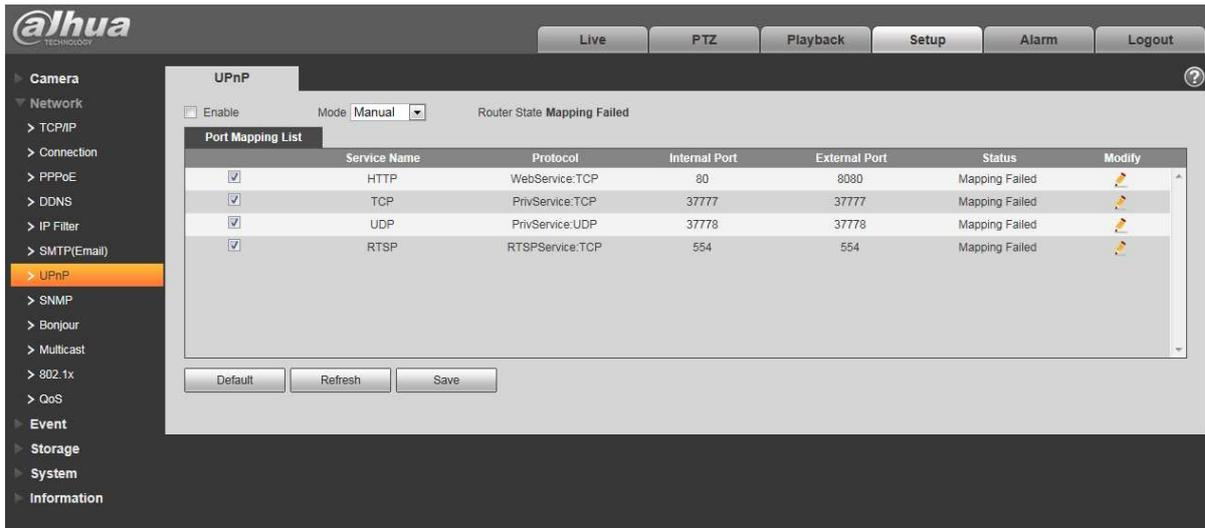 alhua
TECHNOLOGY
Live PTZ Playback Setup Alarm Logout
Camera
Network
> TCP/IP
> Connection
> PPPoE
> DDNS
> IP Filter
> SMTP(Email)
> UPnP
> SNMP
> Bonjour
> Multicast
> 802.1x
> QoS
Event
Storage
System
Information
UPnP ?
Enable Mode Manual Router State Mapping Failed
Port Mapping List
Service Name Protocol Internal Port External Port Status Modify
HTTP WebService:TCP 80 8080 Mapping Failed
TCP PrivService:TCP 37777 37777 Mapping Failed
UDP PrivService:UDP 37778 37778 Mapping Failed
RTSP RTSPService:TCP 554 554 Mapping Failed
Default Refresh Save